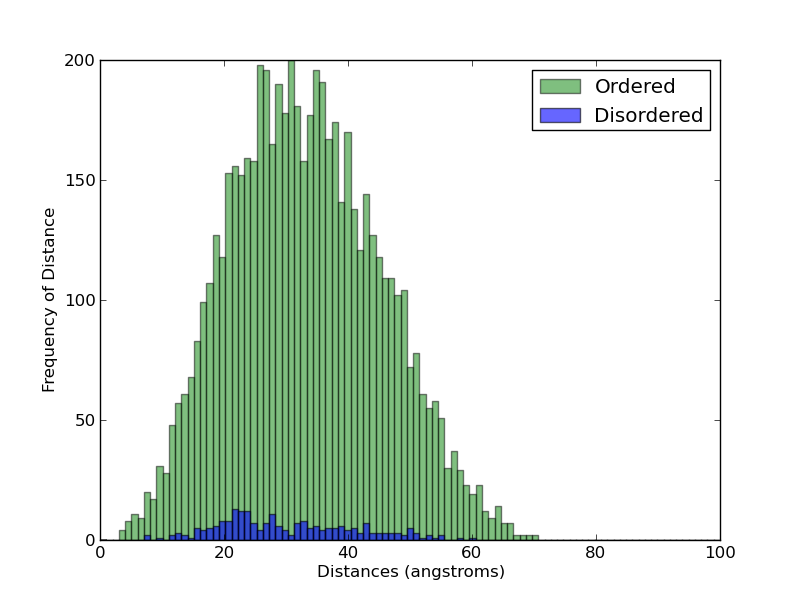 200
Ordered
Disordered
150
Frequency of Distance
100
50
0
0 20 40 60 80 100
Distances (angstroms)